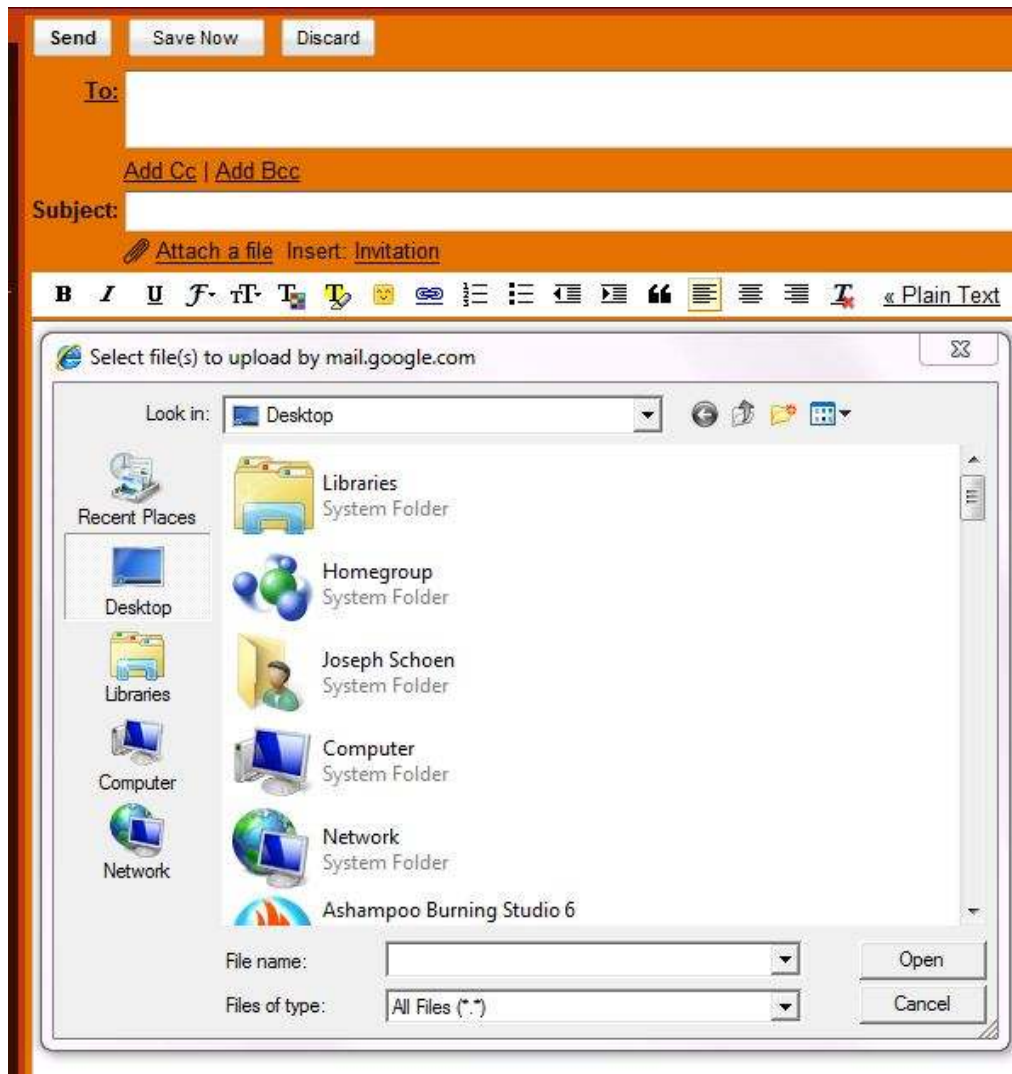 Send Save Now Discard
To:
Add Cc | Add Bcc
Subject:
Attach a file Insert: Invitation
B I U « Plain Text
Select file(s) to upload by mail.google.com
Look in: Desktop
Recent Places
Desktop
Libraries
Computer
Network
Libraries
System Folder
Homegroup
System Folder
Joseph Schoen
System Folder
Computer
System Folder
Network
System Folder
Ashampoo Burning Studio 6
File name: Open
Files of type: All Files (*.*) Cancel